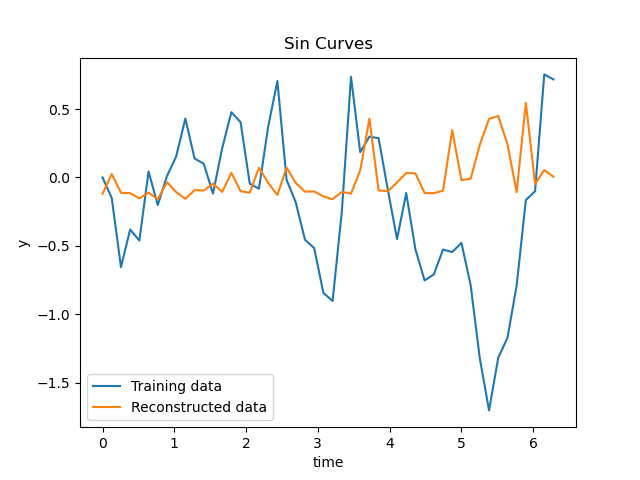 Sin Curves
y
0.5
0.0
−0.5
−1.0
−1.5
Training data
Reconstructed data
0 1 2 3 4 5 6
time